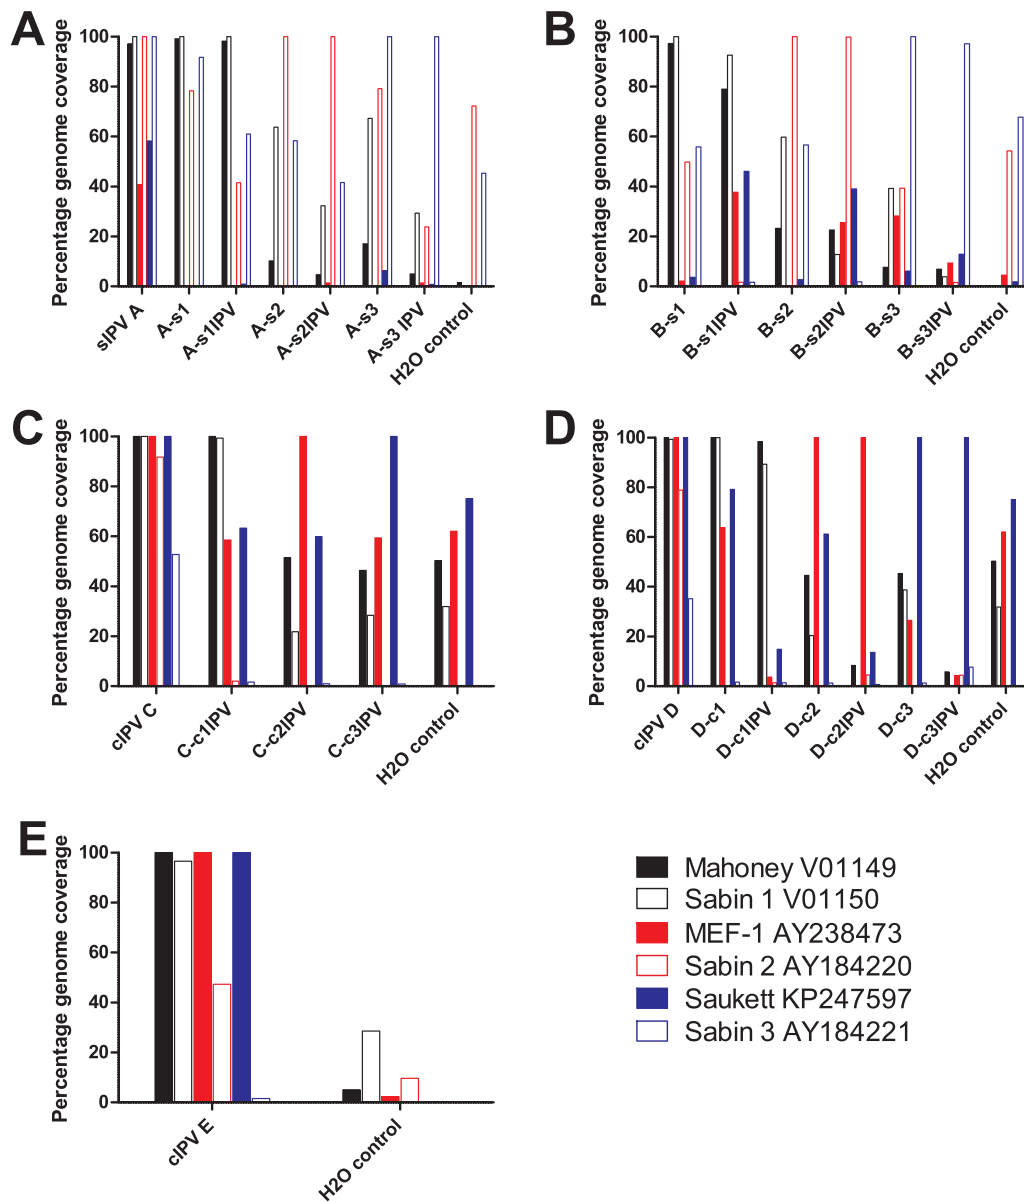 A
Percentage genome coverage
100
80
60
40
20
0
sIPV A
A-s1
A-s1IPV
A-s2
A-s2IPV
A-s3
A-s3 IPV
H2O control
B
Percentage genome coverage
100
80
60
40
20
0
B-s1
B-s1IPV
B-s2
B-s2IPV
B-s3
B-s3IPV
H2O control
C
Percentage genome coverage
100
80
60
40
20
0
cIPV C
C-c1IPV
C-c2IPV
C-c3IPV
H2O control
D
Percentage genome coverage
100
80
60
40
20
0
cIPV D
D-c1
D-c1IPV
D-c2
D-c2IPV
D-c3
D-c3IPV
H2O control
E
Percentage genome coverage
100
80
60
40
20
0
cIPV E
H2O control
Mahoney V01149
Sabin 1 V01150
MEF-1 AY238473
Sabin 2 AY184220
Saukett KP247597
Sabin 3 AY184221